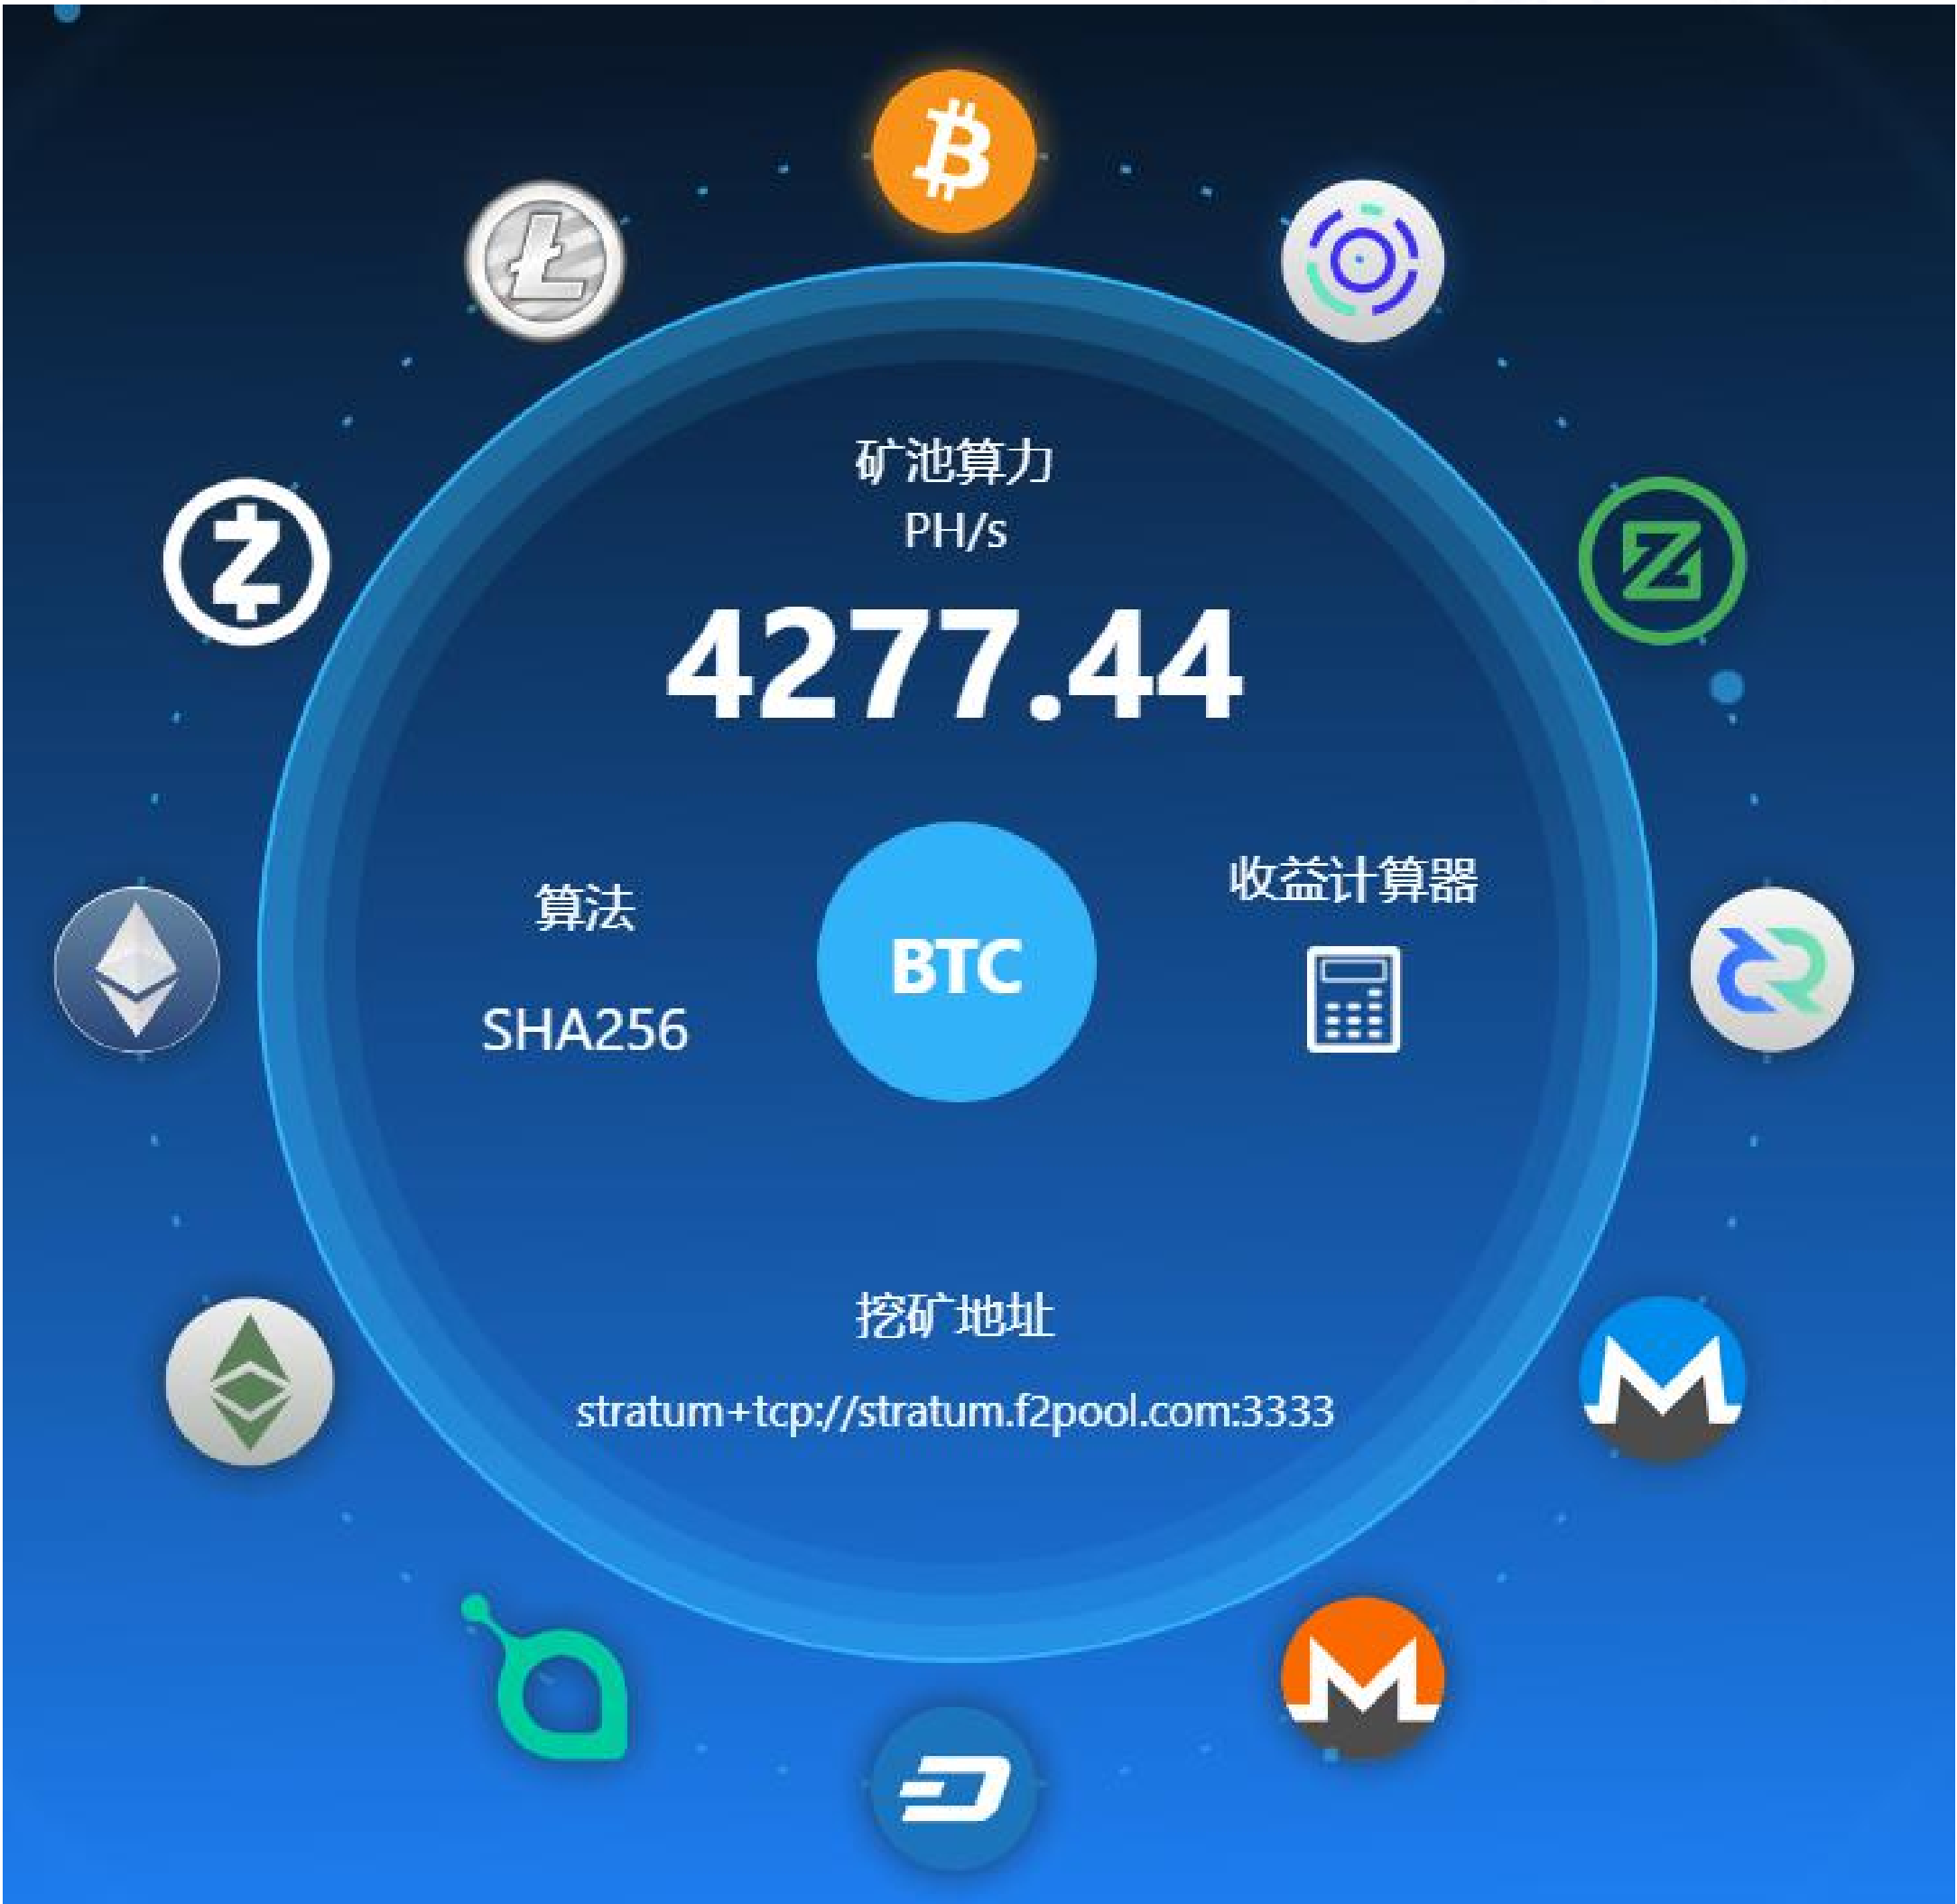 矿池算力
PH/s
4277.44
算法
SHA256
BTC
收益计算器
挖矿地址
stratum+tcp://stratum.f2pool.com:3333